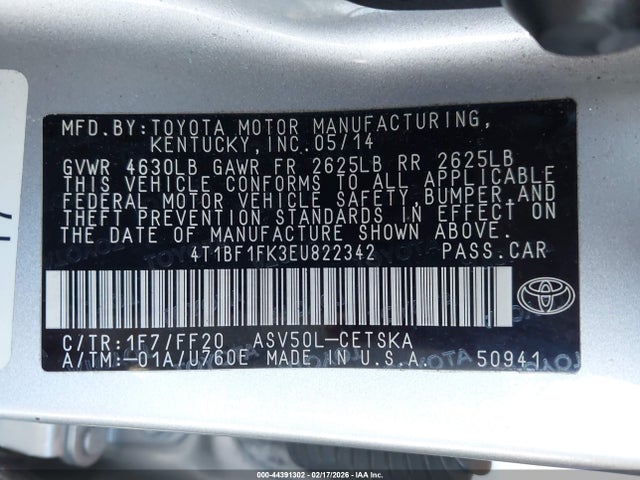 MFD.BY:TOYOTA MOTOR MANUFACTURING,
KENTUCKY,INC.05/14
GVWR 4630LB GAWR FR 2625LB RR 2625LB
THIS VEHICLE CONFORMS TO ALL APPLICABLE
FEDERAL MOTOR VEHICLE SAFETY,BUMPER,AND
THEFT PREVENTION STANDARDS IN EFFECT ON
THE DATE OF MANUFACTURE SHOWN ABOVE.
4T1BF1FK3EU822342 PASS.CAR
C/TR:1F7/FF20 ASV50L-CETSKA
A/TM:-01A/U760E MADE IN U.S.A. 50941
000-44391302 - 02/17/2026 - IAA Inc.